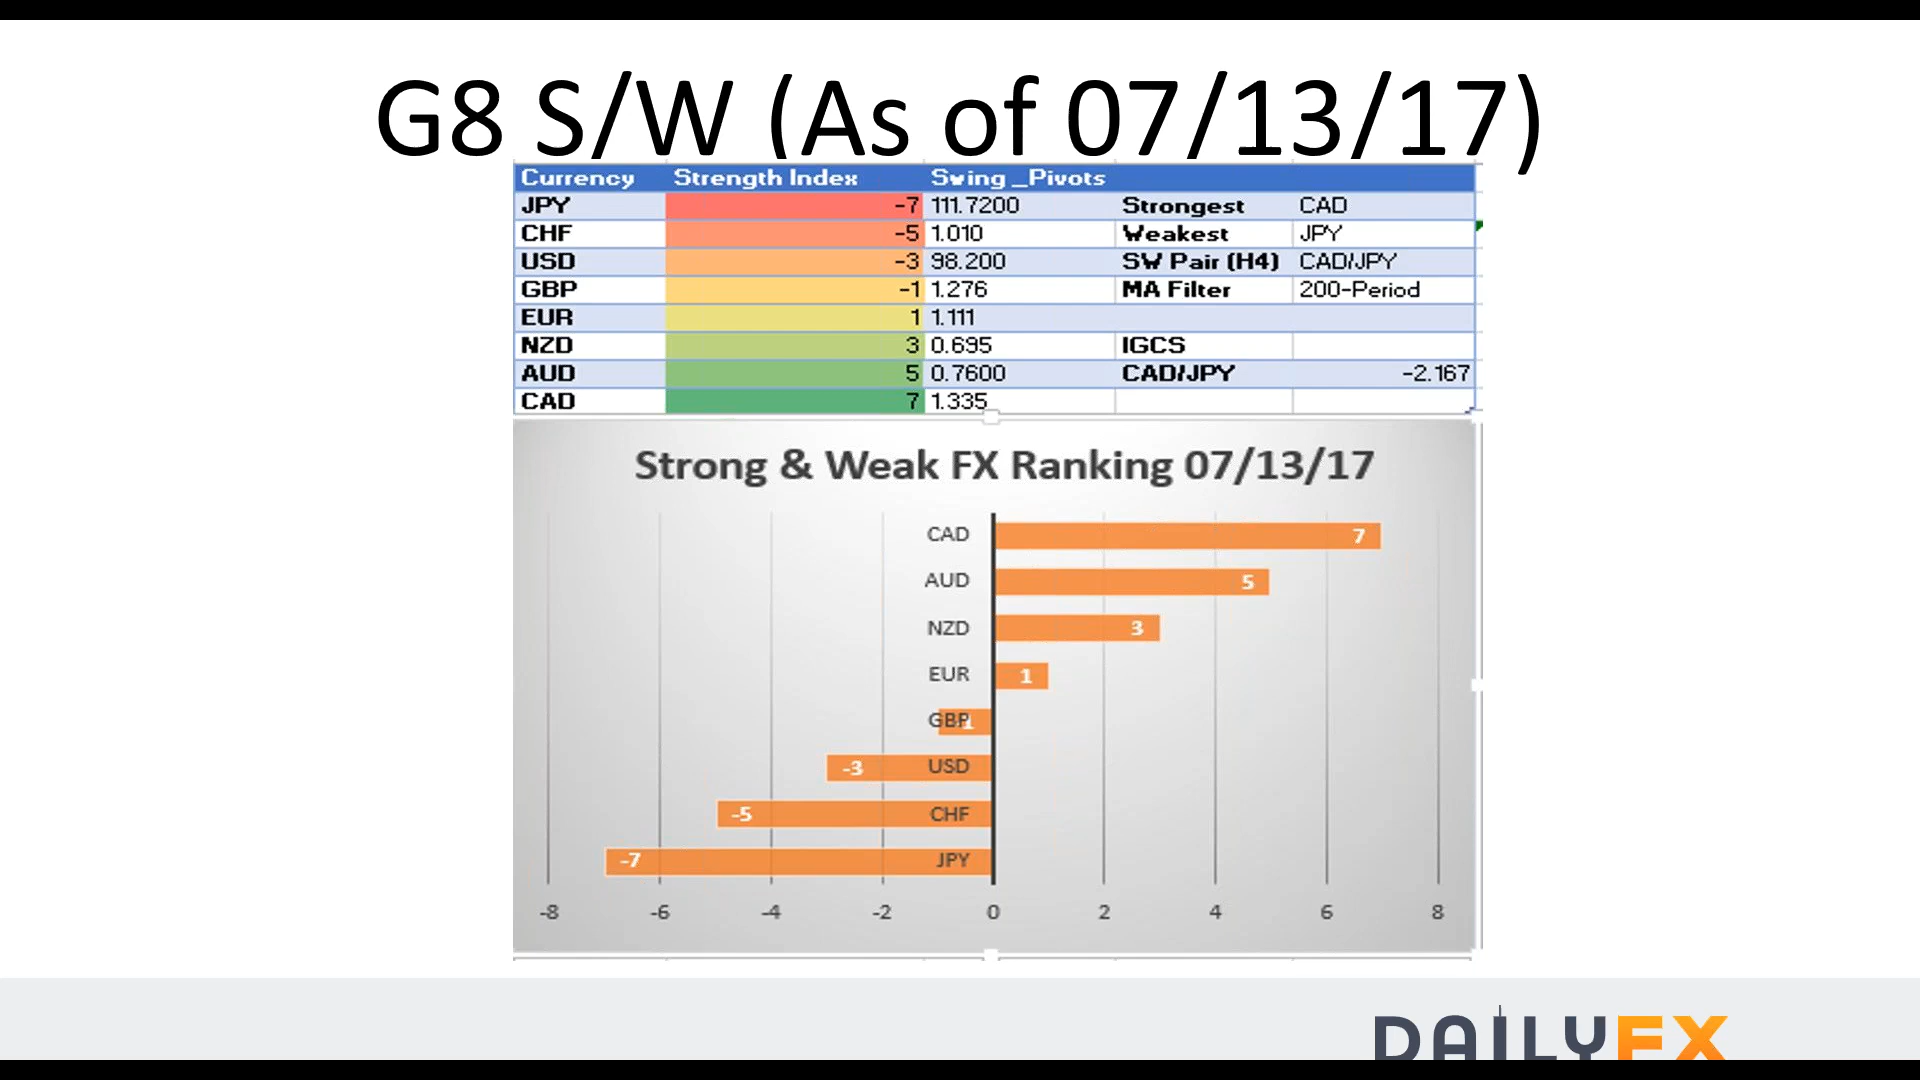 G8 S/W (As of 07/13/17)
Currency Strength Index Swing_Pivots
JPY -7 111.7200 Strongest CAD
CHF -5 1.010 Weakest JPY
USD -3 98.200 SW Pair (H4) CAD/JPY
GBP -1 1.276 MA Filter 200-Period
EUR 1 1.111
NZD 3 0.695 IGCS
AUD 5 0.7600 CAD/JPY -2.167
CAD 7 1.335
Strong & Weak FX Ranking 07/13/17
CAD 7
AUD 5
NZD 3
EUR 1
GBP -1
-3 USD
-5 CHF
-7 JPY
-8 -6 -4 -2 0 2 4 6 8
DAILYFX